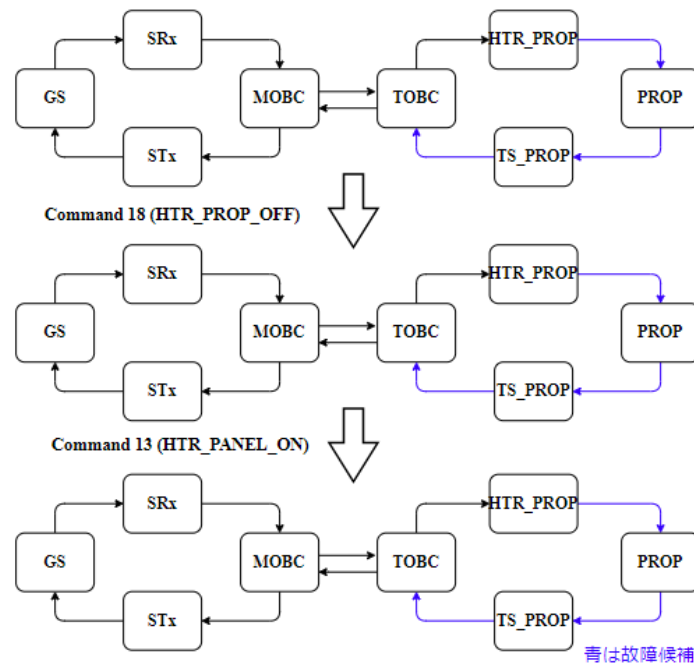 SRx
HTR_PROP
GS
MOBC
TOBC
PROP
STx
TS_PROP
Command 18 (HTR_PROP_OFF)
SRx
HTR_PROP
GS
MOBC
TOBC
PROP
STx
TS_PROP
Command 13 (HTR_PANEL_ON)
SRx
HTR_PROP
GS
MOBC
TOBC
PROP
STx
TS_PROP
青は故障候補